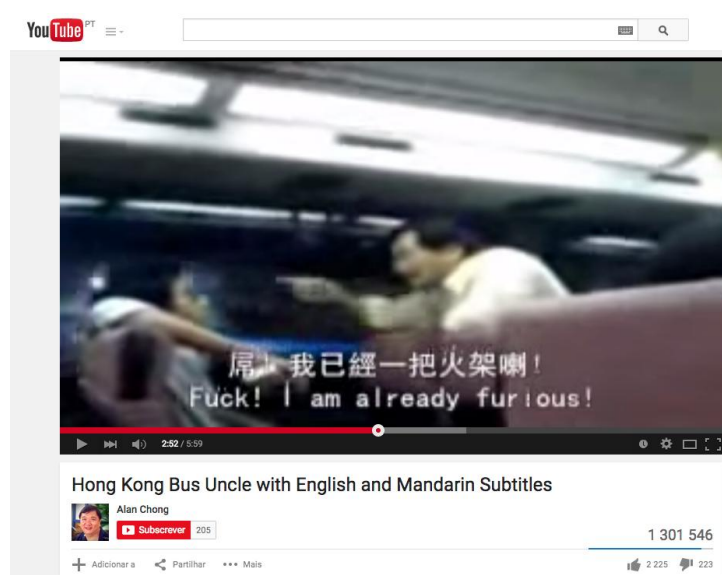 YouTube PT
屌！我已經一把火架喇！
Fuck! I am already furious!
2:52 / 5:59
Hong Kong Bus Uncle with English and Mandarin Subtitles
Alan Chong
Subscrever 205
1 301 546
Adicionar a Partilhar Mais
2 225 223